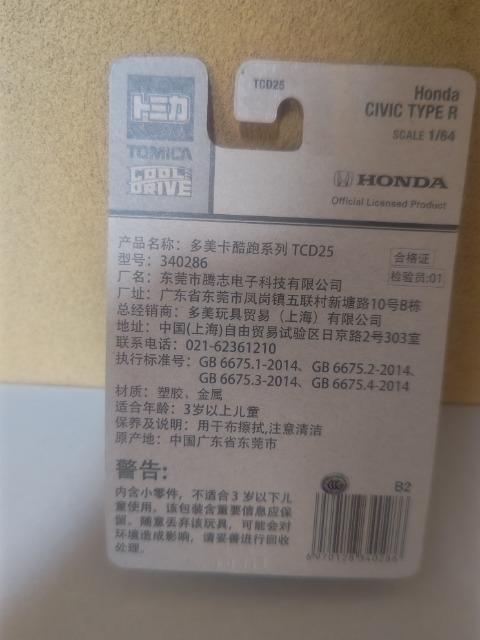 TCD25
Honda
CIVIC TYPE R
SCALE 1/64
トミカ
TOMICA
COOL DRIVE
HONDA
Official Licensed Product
产品名称：多美卡酷跑系列 TCD25
型号：340286
合格证
检验员:01
厂名：东莞市腾志电子科技有限公司
厂址：广东省东莞市凤岗镇五联村新塘路10号B栋
总经销商：多美玩具贸易（上海）有限公司
地址：中国(上海)自由贸易试验区日京路2号303室
联系电话：021-62361210
执行标准号：GB 6675.1-2014、GB 6675.2-2014、
GB 6675.3-2014、GB 6675.4-2014
材质：塑胶、金属
适合年龄：3岁以上儿童
保养及说明：用干布擦拭,注意清洁
原产地：中国广东省东莞市
警告:
内含小零件，不适合3岁以下儿
童使用。该包装含重要信息应保
留。随意丢弃该玩具，可能会对
环境造成影响，请妥善进行回收
处理。
CCC
B2
6970128340286